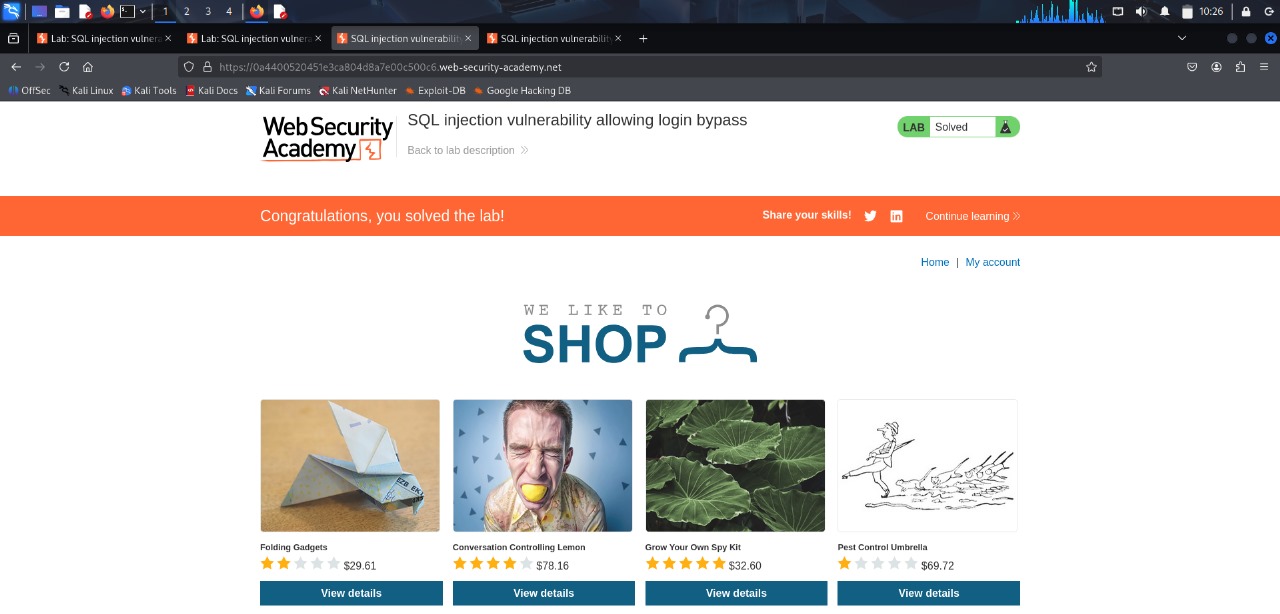 1 2 3 4 10:26
Lab: SQL injection vulnera Lab: SQL injection vulnera SQL injection vulnerability SQL injection vulnerability
https://0a4400520451e3ca804d8a7e00c500c6.web-security-academy.net
OffSec Kali Linux Kali Tools Kali Docs Kali Forums Kali NetHunter Exploit-DB Google Hacking DB
WebSecurity
Academy
SQL injection vulnerability allowing login bypass
Back to lab description
LAB Solved
Congratulations, you solved the lab!
Share your skills!
Continue learning
Home | My account
WE LIKE TO
SHOP
Folding Gadgets Conversation Controlling Lemon Grow Your Own Spy Kit Pest Control Umbrella
$29.61 $78.16 $32.60 $69.72
View details View details View details View details